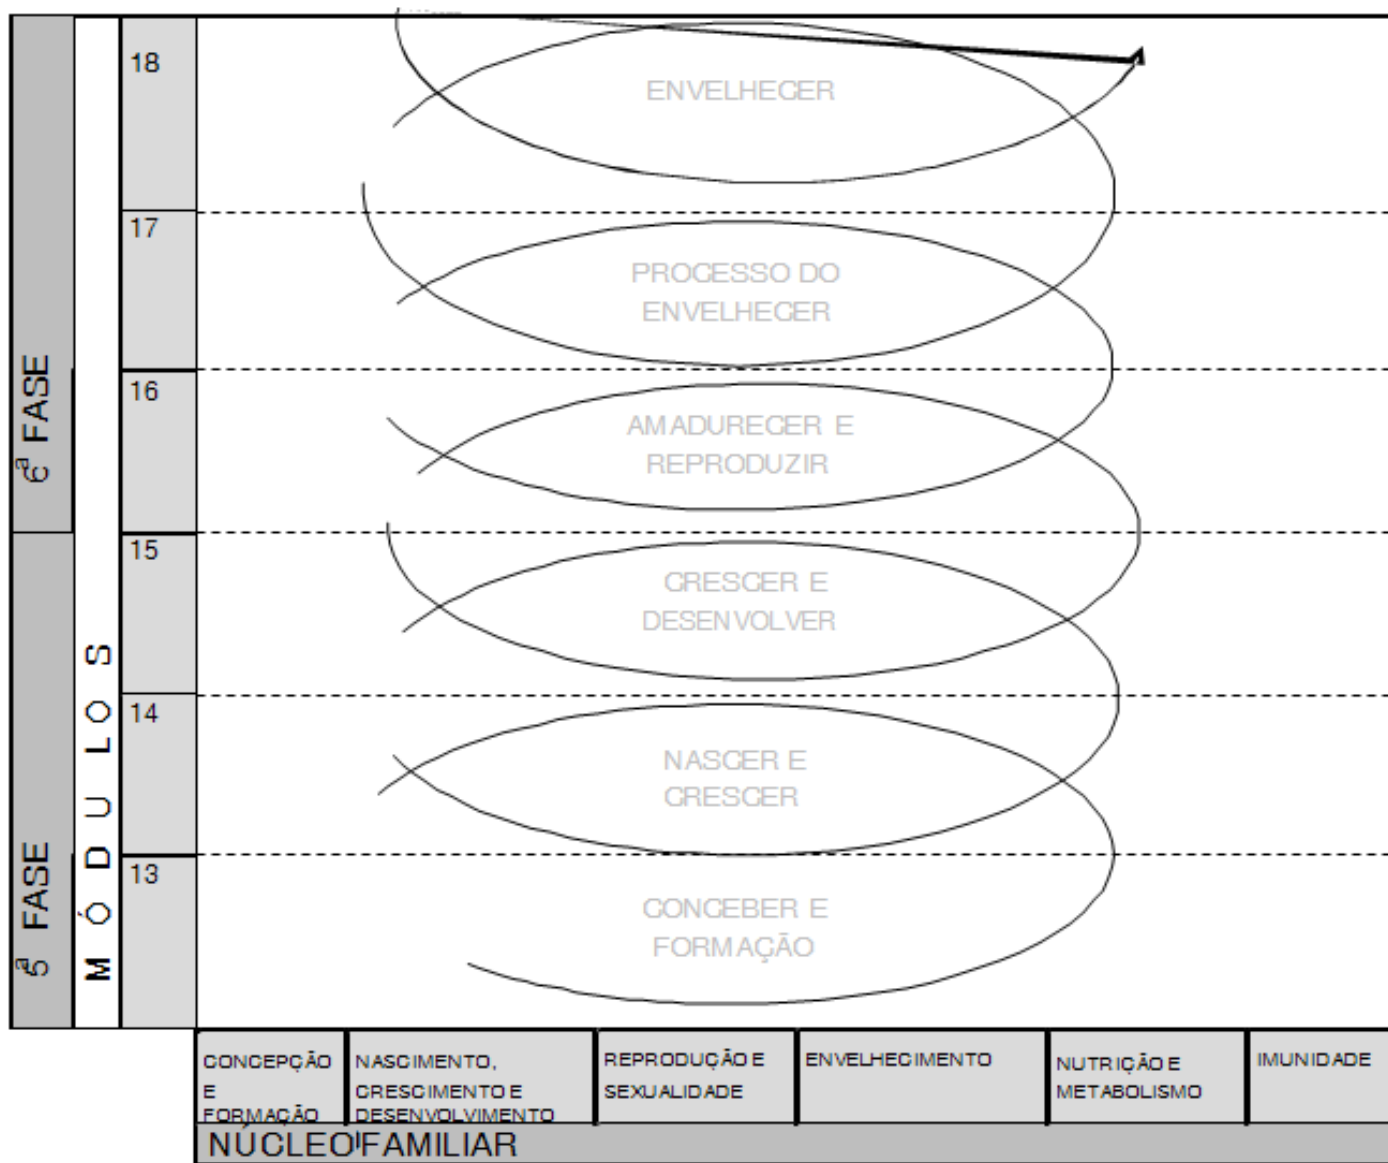 18
ENVELHECER
17
PROCESSO DO
ENVELHECER
16
AMADURECER E
REPRODUZIR
6ª FASE
15
CRESCER E
DESENVOLVER
14
NASCER E
CRESCER
13
CONCEBER E
FORMAÇÃO
5ª FASE
MÓDULOS
CONCEPÇÃO
E
FORMAÇÃO
NASCIMENTO,
CRESCIMENTO E
DESENVOLVIMENTO
REPRODUÇÃO E
SEXUALIDADE
ENVELHECIMENTO
NUTRIÇÃO E
METABOLISMO
IMUNIDADE
NÚCLEO FAMILIAR